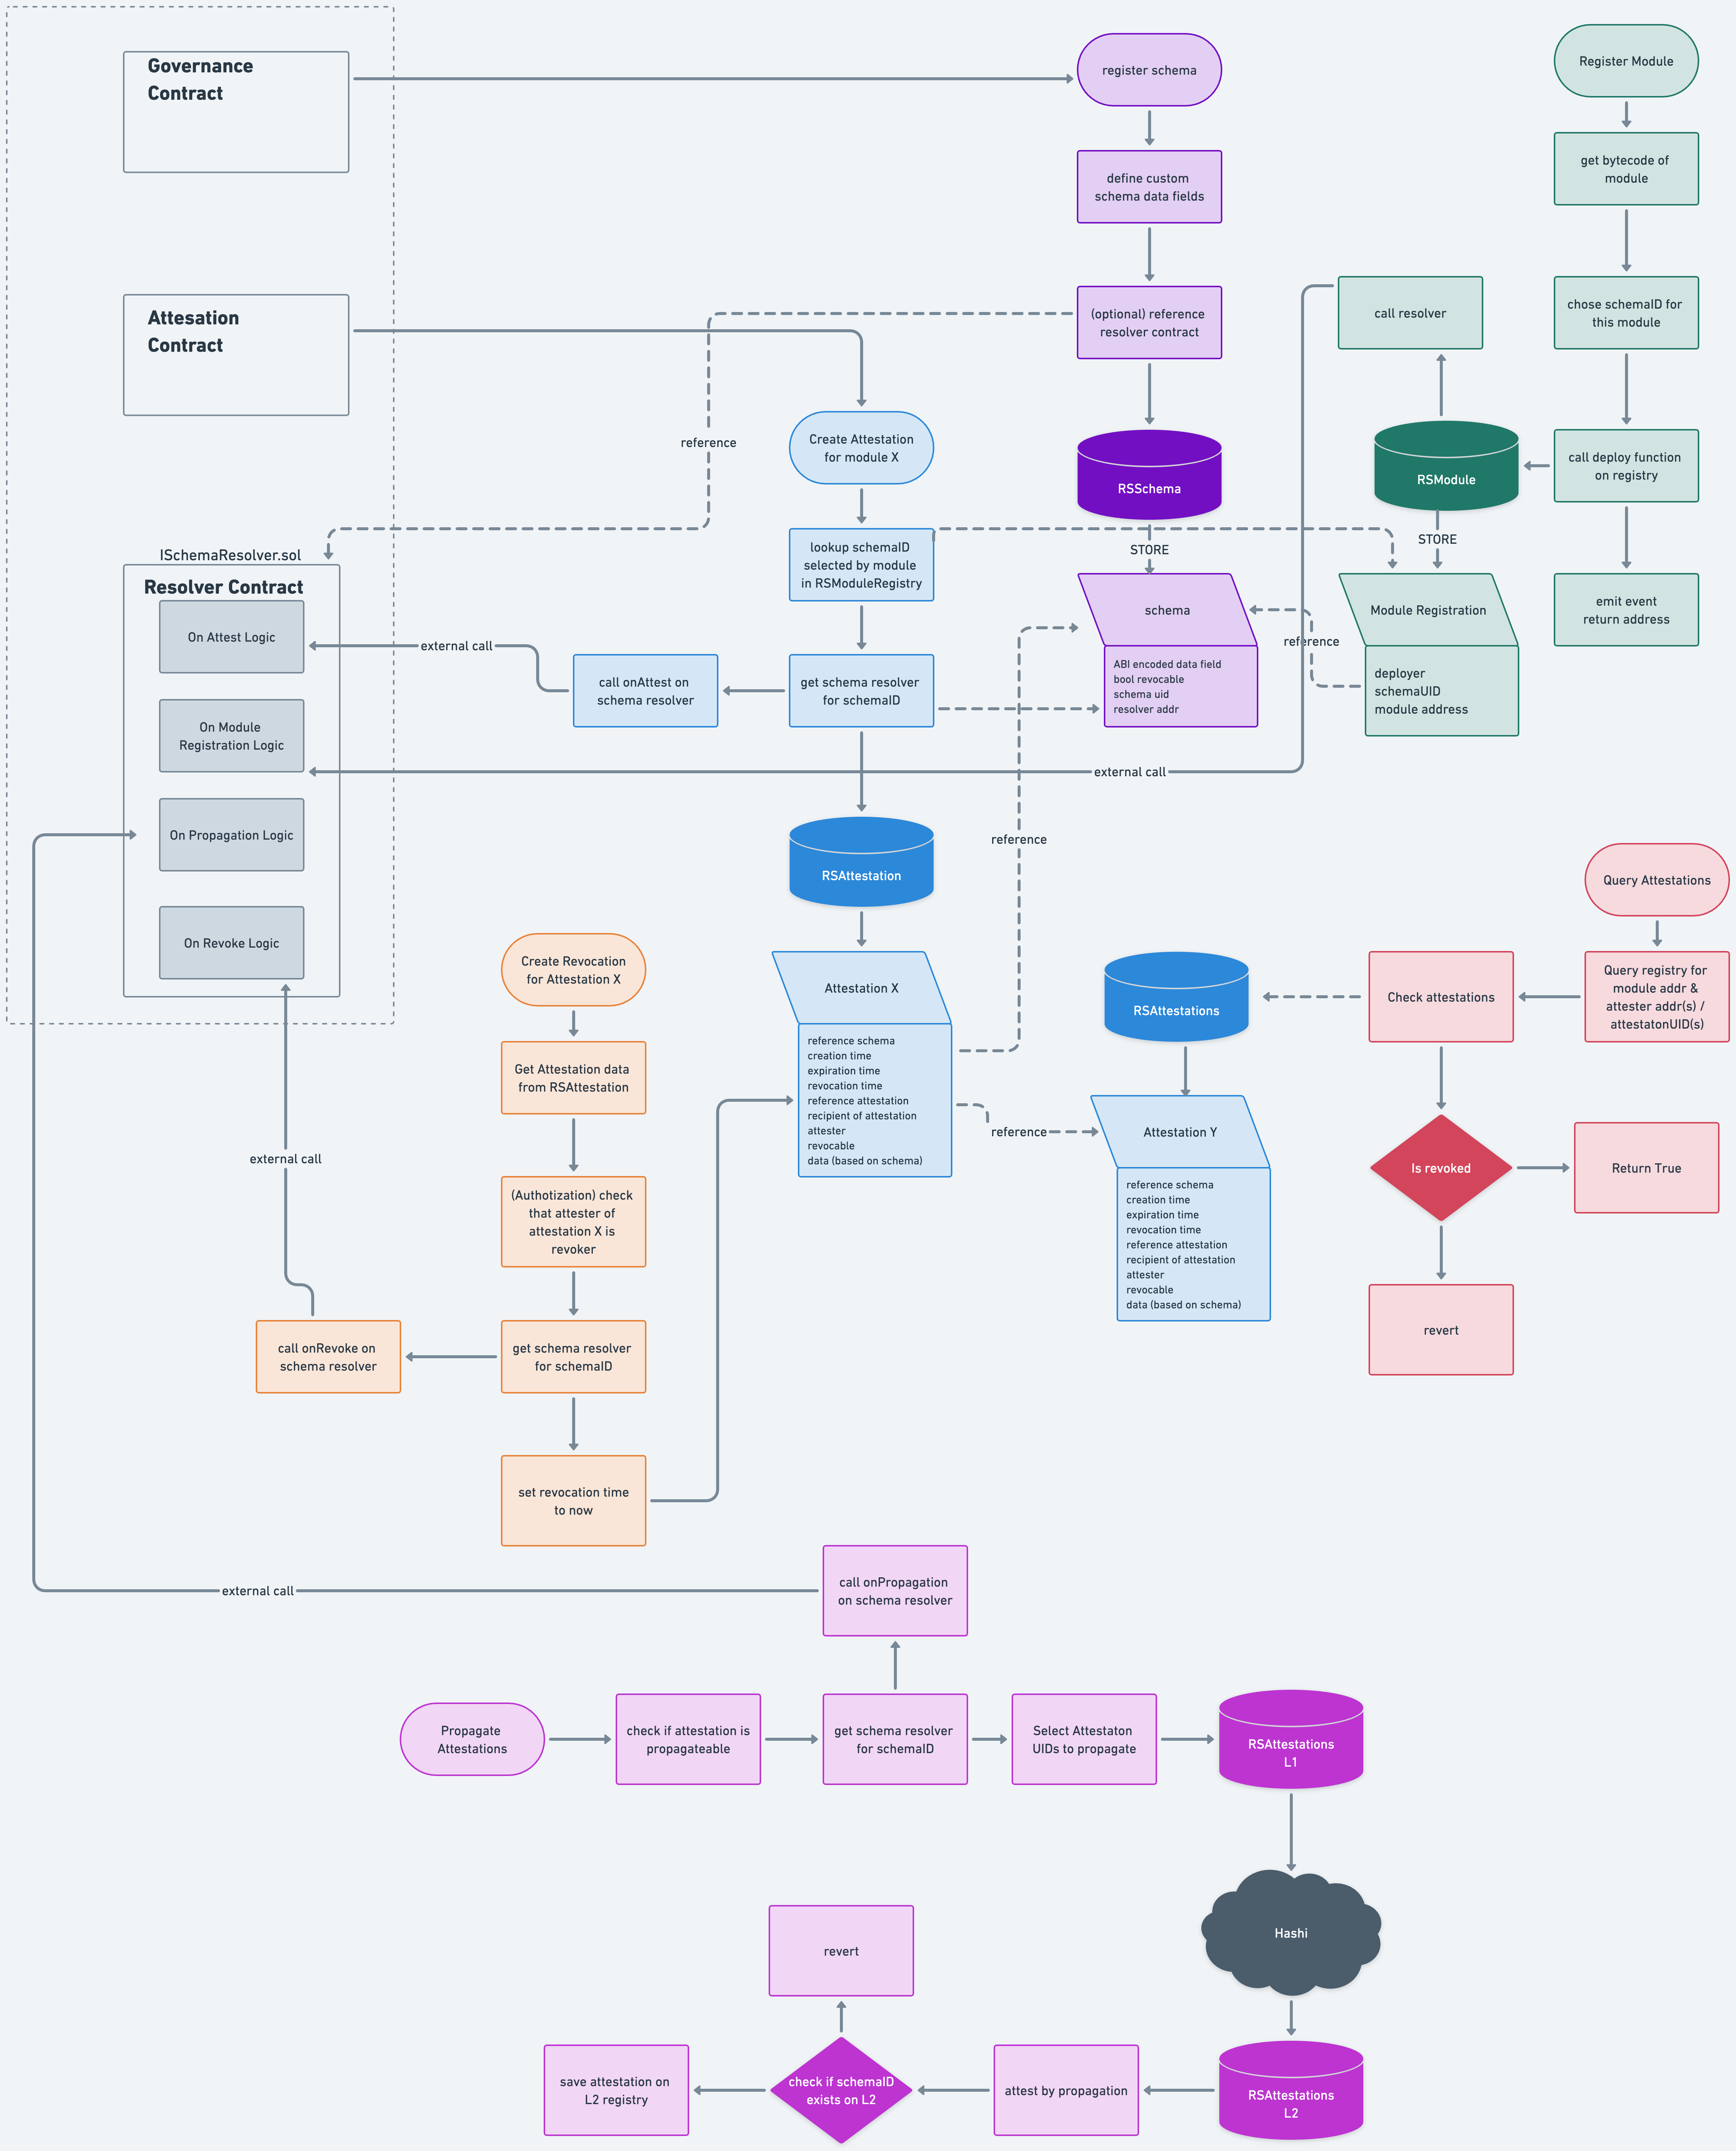 Governance
Contract
register schema
Register Module
define custom
schema data fields
get bytecode of
module
Attesation
Contract
(optional) reference
resolver contract
call resolver
chose schemaID for
this module
reference
Create Attestation
for module X
RSSchema
RSModule
call deploy function
on registry
ISchemaResolver.sol
Resolver Contract
On Attest Logic
On Module
Registration Logic
On Propagation Logic
On Revoke Logic
lookup schemaID
selected by module
in RSModuleRegistry
STORE
STORE
schema
ABI encoded data field
bool revocable
schema uid
resolver addr
reference
Module Registration
deployer
schemaUID
module address
emit event
return address
external call
call onAttest on
schema resolver
get schema resolver
for schemaID
external call
RSAttestation
reference
Query Attestations
Create Revocation
for Attestation X
Attestation X
reference schema
creation time
expiration time
revocation time
reference attestation
recipient of attestation
attester
revocable
data (based on schema)
RSAttestations
Check attestations
Query registry for
module addr &
attester addr(s) /
attestatonUID(s)
Get Attestation data
from RSAttestation
reference
Attestation Y
reference schema
creation time
expiration time
revocation time
reference attestation
recipient of attestation
attester
revocable
data (based on schema)
Is revoked
Return True
external call
(Authotization) check
that attester of
attestation X is
revoker
revert
call onRevoke on
schema resolver
get schema resolver
for schemaID
set revocation time
to now
external call
call onPropagation
on schema resolver
Propagate
Attestations
check if attestation is
propagateable
get schema resolver
for schemaID
Select Attestaton
UIDs to propagate
RSAttestations
L1
Hashi
revert
save attestation on
L2 registry
check if schemaID
exists on L2
attest by propagation
RSAttestations
L2